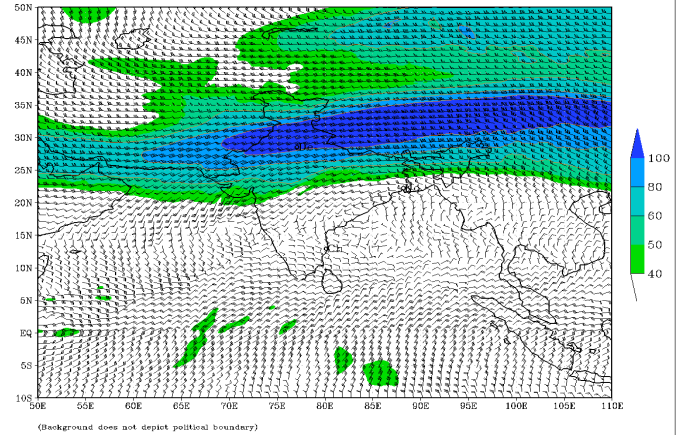 50N
45N
40N
35N
30N
25N
20N
15N
10N
5N
EQ
5S
10S
50E 55E 60E 65E 70E 75E 80E 85E 90E 95E 100E 105E 110E
100
80
60
50
40
(Background does not depict political boundary)